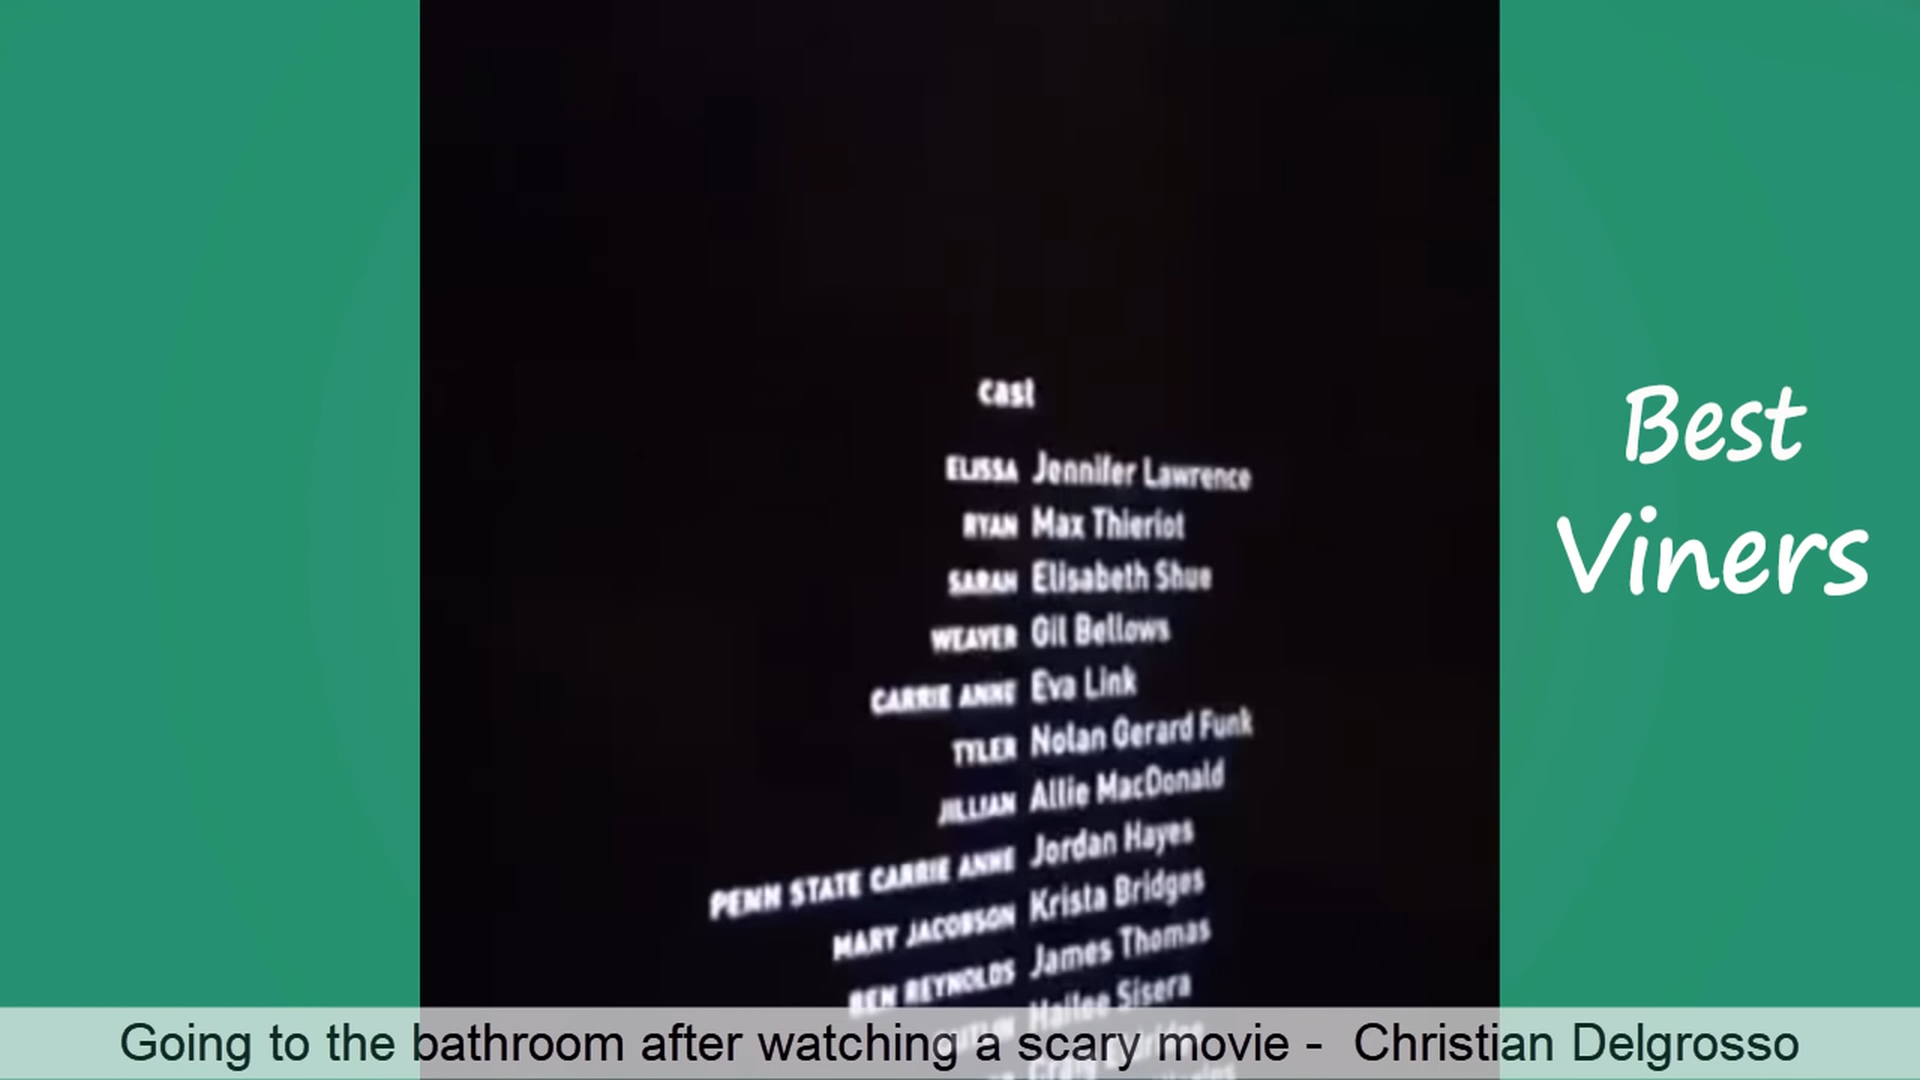 cast
ELISSA Jennifer Lawrence
RYAN Max Thieriot
SARAH Elisabeth Shue
WEAVER Gil Bellows
CARRIE ANNE Eva Link
TYLER Nolan Gerard Funk
JILLIAN Allie MacDonald
PENN STATE CARRIE ANNE Jordan Hayes
MARY JACOBSON Krista Bridges
BEN REYNOLDS James Thomas
Hailee Sisera
Best
Viners
Going to the bathroom after watching a scary movie - Christian Delgrosso